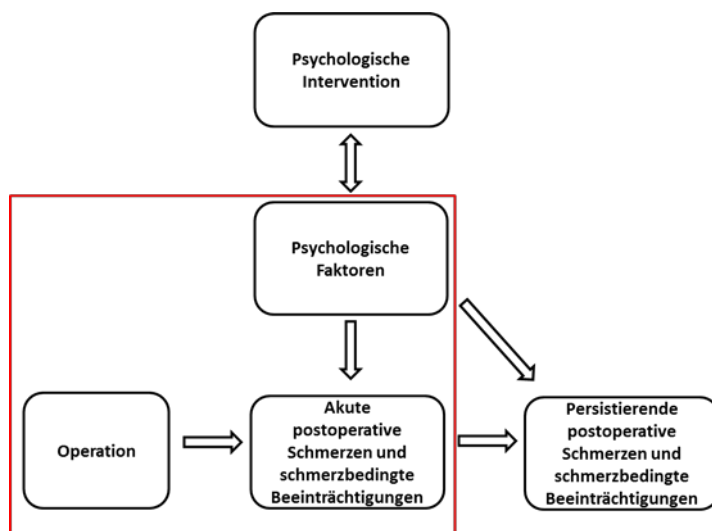 Psychologische
Intervention
Psychologische
Faktoren
Operation
Akute
postoperative
Schmerzen und
schmerzbedingte
Beeinträchtigungen
Persistierende
postoperative
Schmerzen und
schmerzbedingte
Beeinträchtigungen